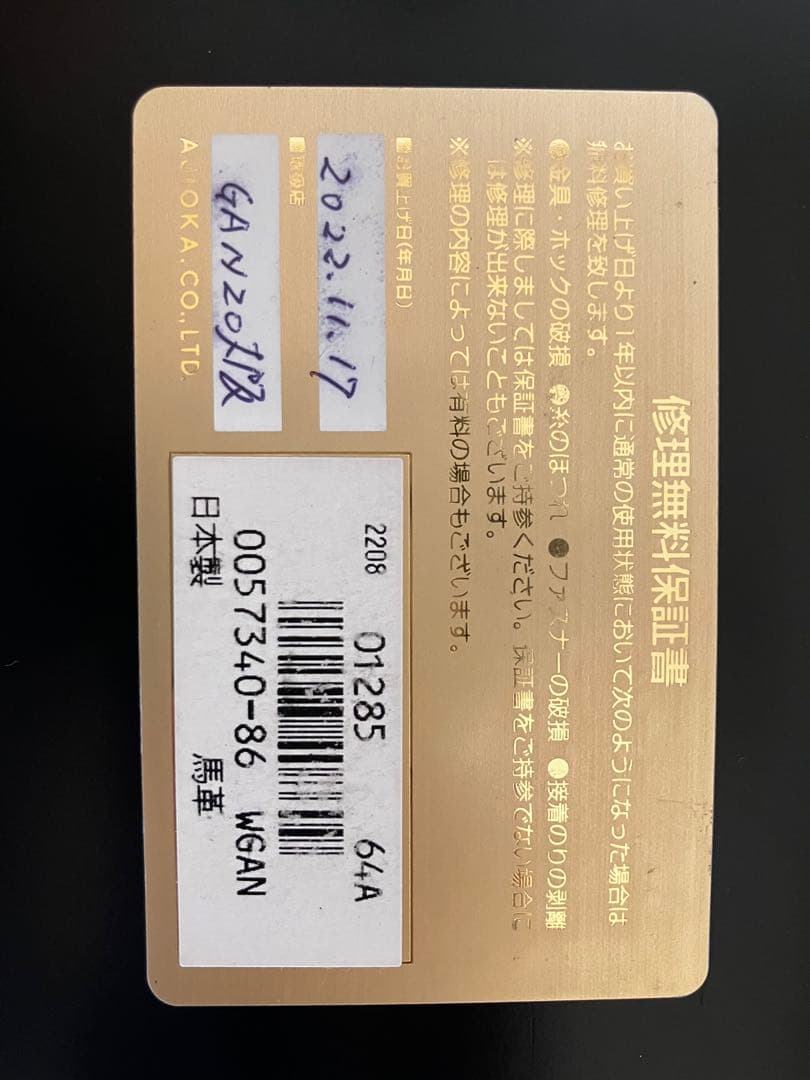 修理無料保証書
お買い上げ日より1年以内に通常の使用状態において次のようになった場合は
無料修理を致します。
●金具・ホックの破損 ●糸のほつれ ●ファスナーの破損 ●接着のりの剥離
※修理に際しましては保証書をご持参ください。保証書をご持参でない場合に
は修理が出来ないこともございます。
※修理の内容によっては有料の場合もございます。
■お買上げ日(年月日)
2022.11.17
■取扱店
GANZO大阪
AJIOKA.CO.,LTD.
2208 01285 64A
0057340-86 WGAN
日本製 馬革